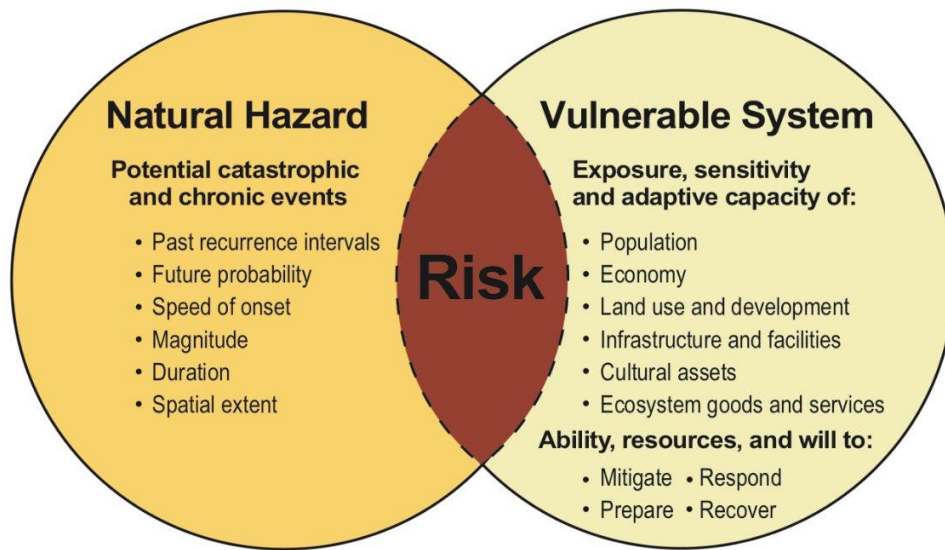 Natural Hazard
Potential catastrophic
and chronic events
• Past recurrence intervals
• Future probability
• Speed of onset
• Magnitude
• Duration
• Spatial extent
Risk
Vulnerable System
Exposure, sensitivity
and adaptive capacity of:
• Population
• Economy
• Land use and development
• Infrastructure and facilities
• Cultural assets
• Ecosystem goods and services
Ability, resources, and will to:
• Mitigate • Respond
• Prepare • Recover